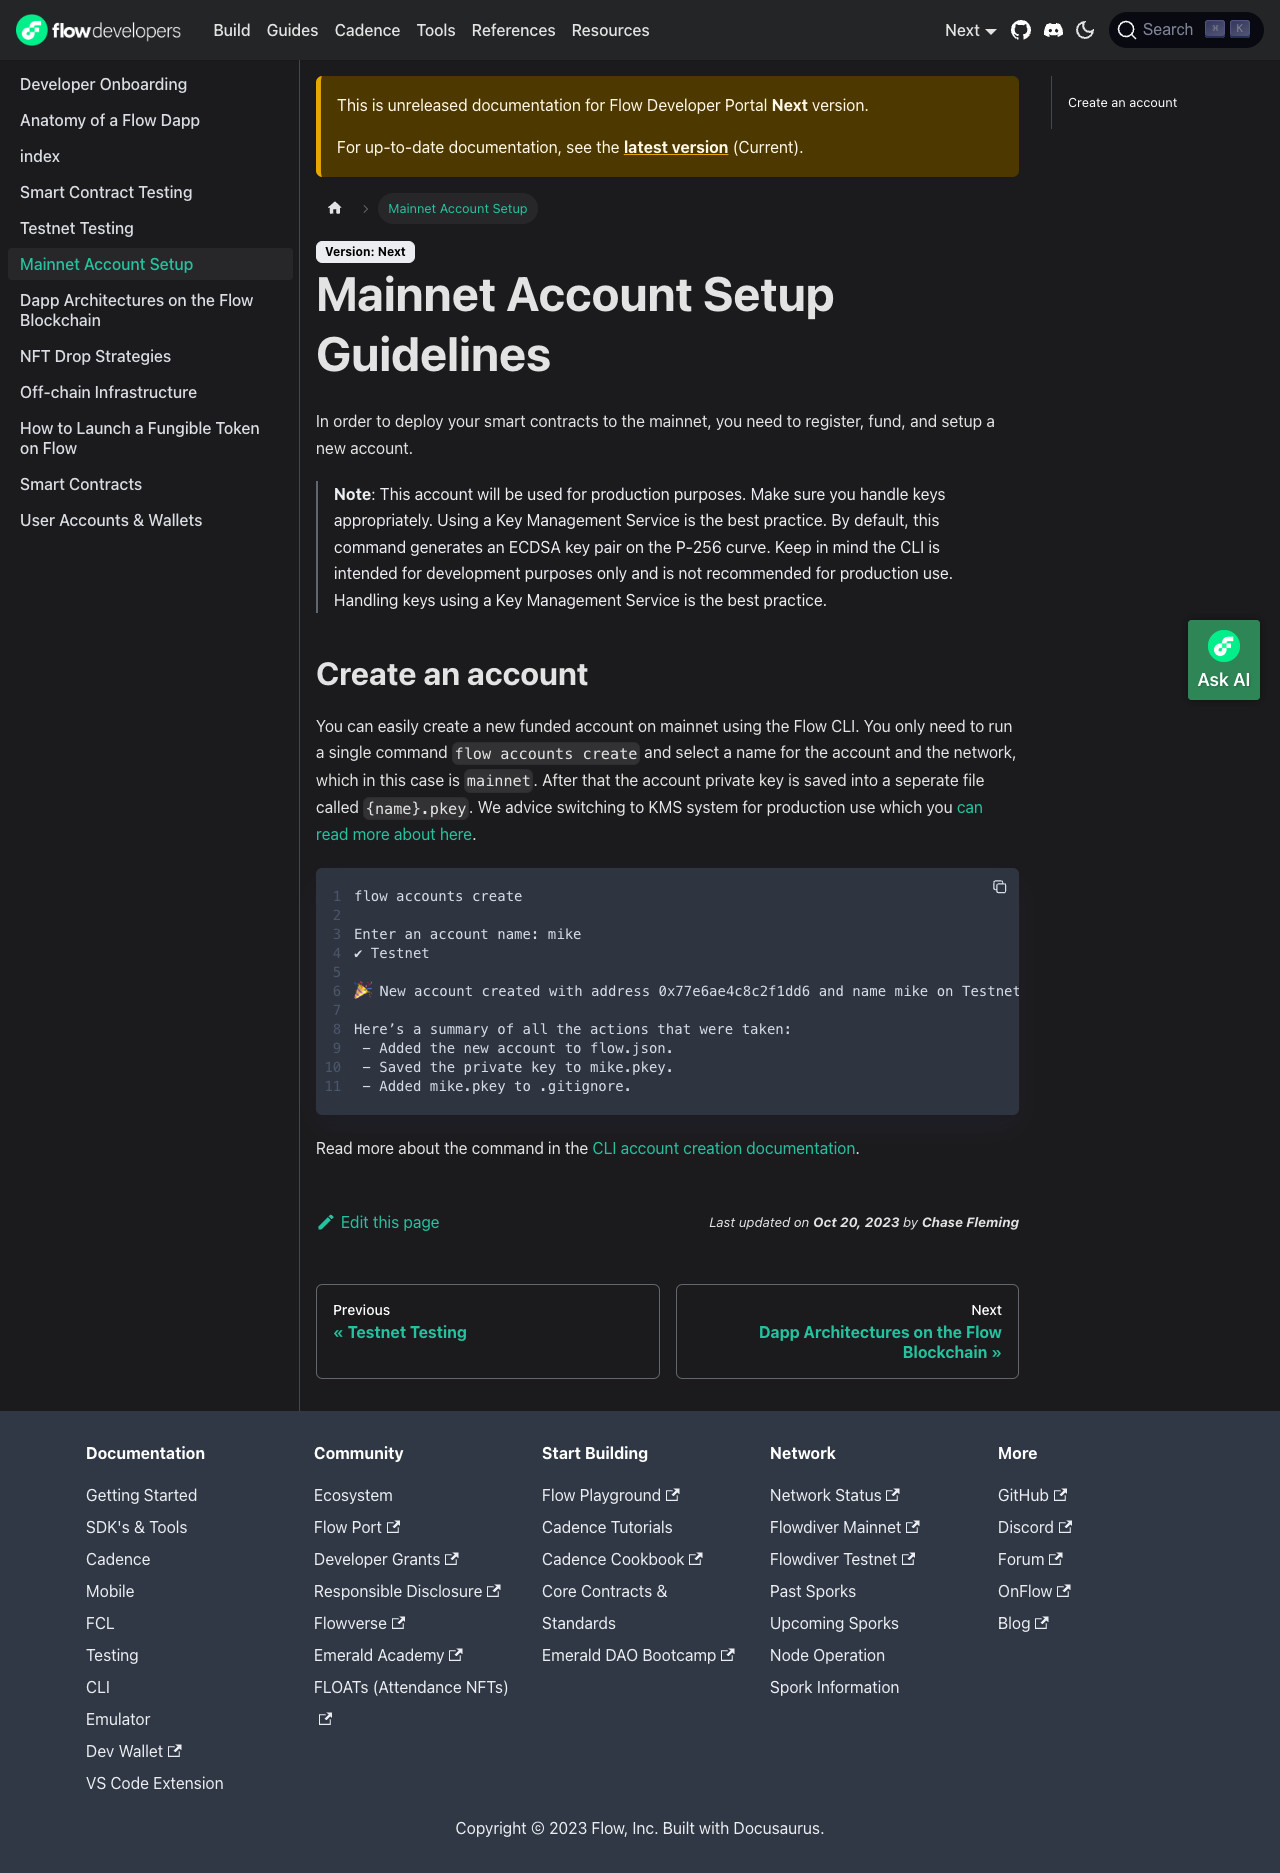 flowdevelopers
Build
Guides
Cadence
Tools
References
Resources
Next
Search
⌘ K
Developer Onboarding
Anatomy of a Flow Dapp
index
Smart Contract Testing
Testnet Testing
Mainnet Account Setup
Dapp Architectures on the Flow
Blockchain
NFT Drop Strategies
Off-chain Infrastructure
How to Launch a Fungible Token
on Flow
Smart Contracts
User Accounts & Wallets
This is unreleased documentation for Flow Developer Portal Next version.
For up-to-date documentation, see the latest version (Current).
Mainnet Account Setup
Version: Next
Mainnet Account Setup
Guidelines
In order to deploy your smart contracts to the mainnet, you need to register, fund, and setup a
new account.
Note: This account will be used for production purposes. Make sure you handle keys
appropriately. Using a Key Management Service is the best practice. By default, this
command generates an ECDSA key pair on the P-256 curve. Keep in mind the CLI is
intended for development purposes only and is not recommended for production use.
Handling keys using a Key Management Service is the best practice.
Create an account
You can easily create a new funded account on mainnet using the Flow CLI. You only need to run
a single command flow accounts create and select a name for the account and the network,
which in this case is mainnet. After that the account private key is saved into a seperate file
called {name}.pkey. We advice switching to KMS system for production use which you can
read more about here.
1 flow accounts create
2
3 Enter an account name: mike
4 ✔ Testnet
5
6 🎉 New account created with address 0x77e6ae4c8c2f1dd6 and name mike on Testnet
7
8 Here’s a summary of all the actions that were taken:
9 - Added the new account to flow.json.
10 - Saved the private key to mike.pkey.
11 - Added mike.pkey to .gitignore.
Read more about the command in the CLI account creation documentation.
Edit this page
Last updated on Oct 20, 2023 by Chase Fleming
Previous
« Testnet Testing
Next
Dapp Architectures on the Flow
Blockchain »
Create an account
Ask AI
Documentation
Getting Started
SDK's & Tools
Cadence
Mobile
FCL
Testing
CLI
Emulator
Dev Wallet
VS Code Extension
Community
Ecosystem
Flow Port
Developer Grants
Responsible Disclosure
Flowverse
Emerald Academy
FLOATs (Attendance NFTs)
Start Building
Flow Playground
Cadence Tutorials
Cadence Cookbook
Core Contracts &
Standards
Emerald DAO Bootcamp
Network
Network Status
Flowdiver Mainnet
Flowdiver Testnet
Past Sporks
Upcoming Sporks
Node Operation
Spork Information
More
GitHub
Discord
Forum
OnFlow
Blog
Copyright © 2023 Flow, Inc. Built with Docusaurus.